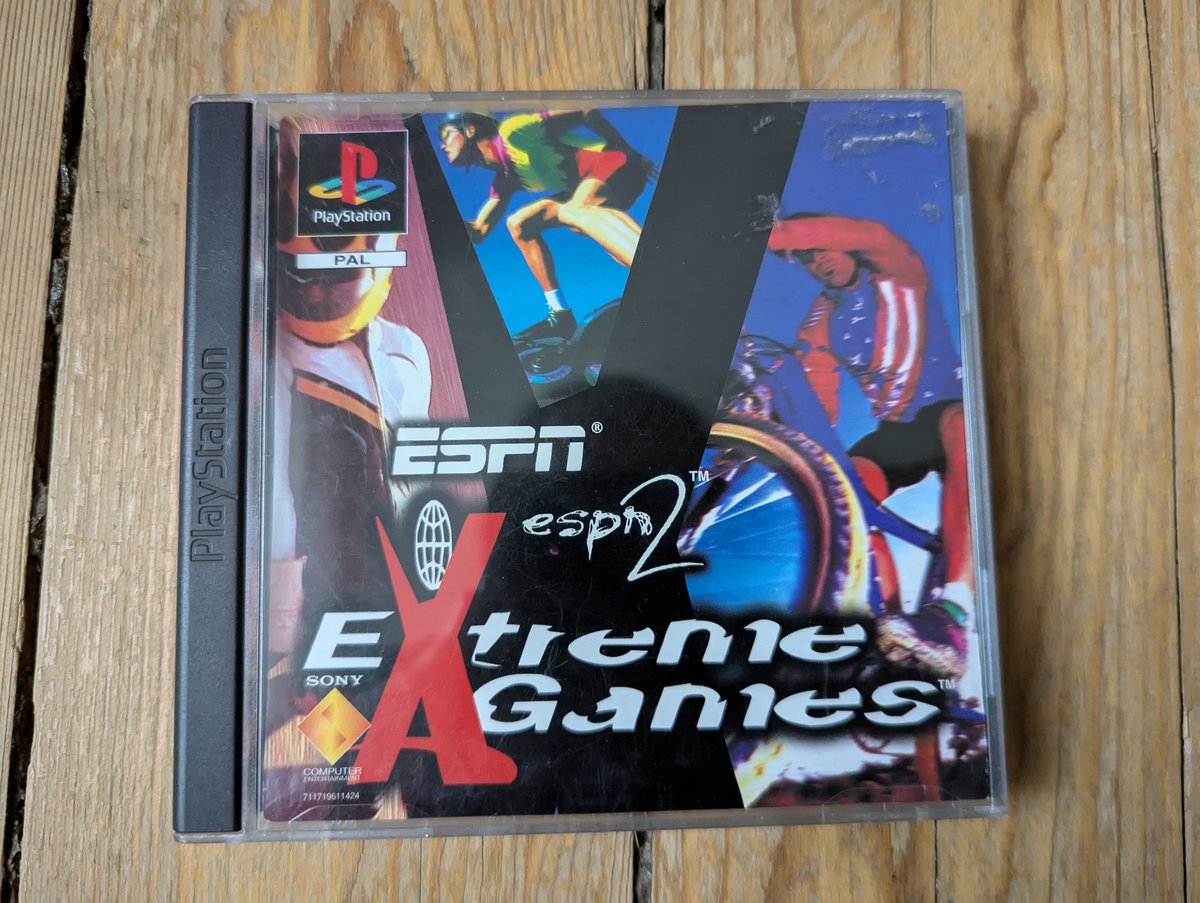 PlayStation
PlayStation
PAL
ESPN®
espn2™
Extreme
Games™
SONY
COMPUTER
ENTERTAINMENT
711719611424